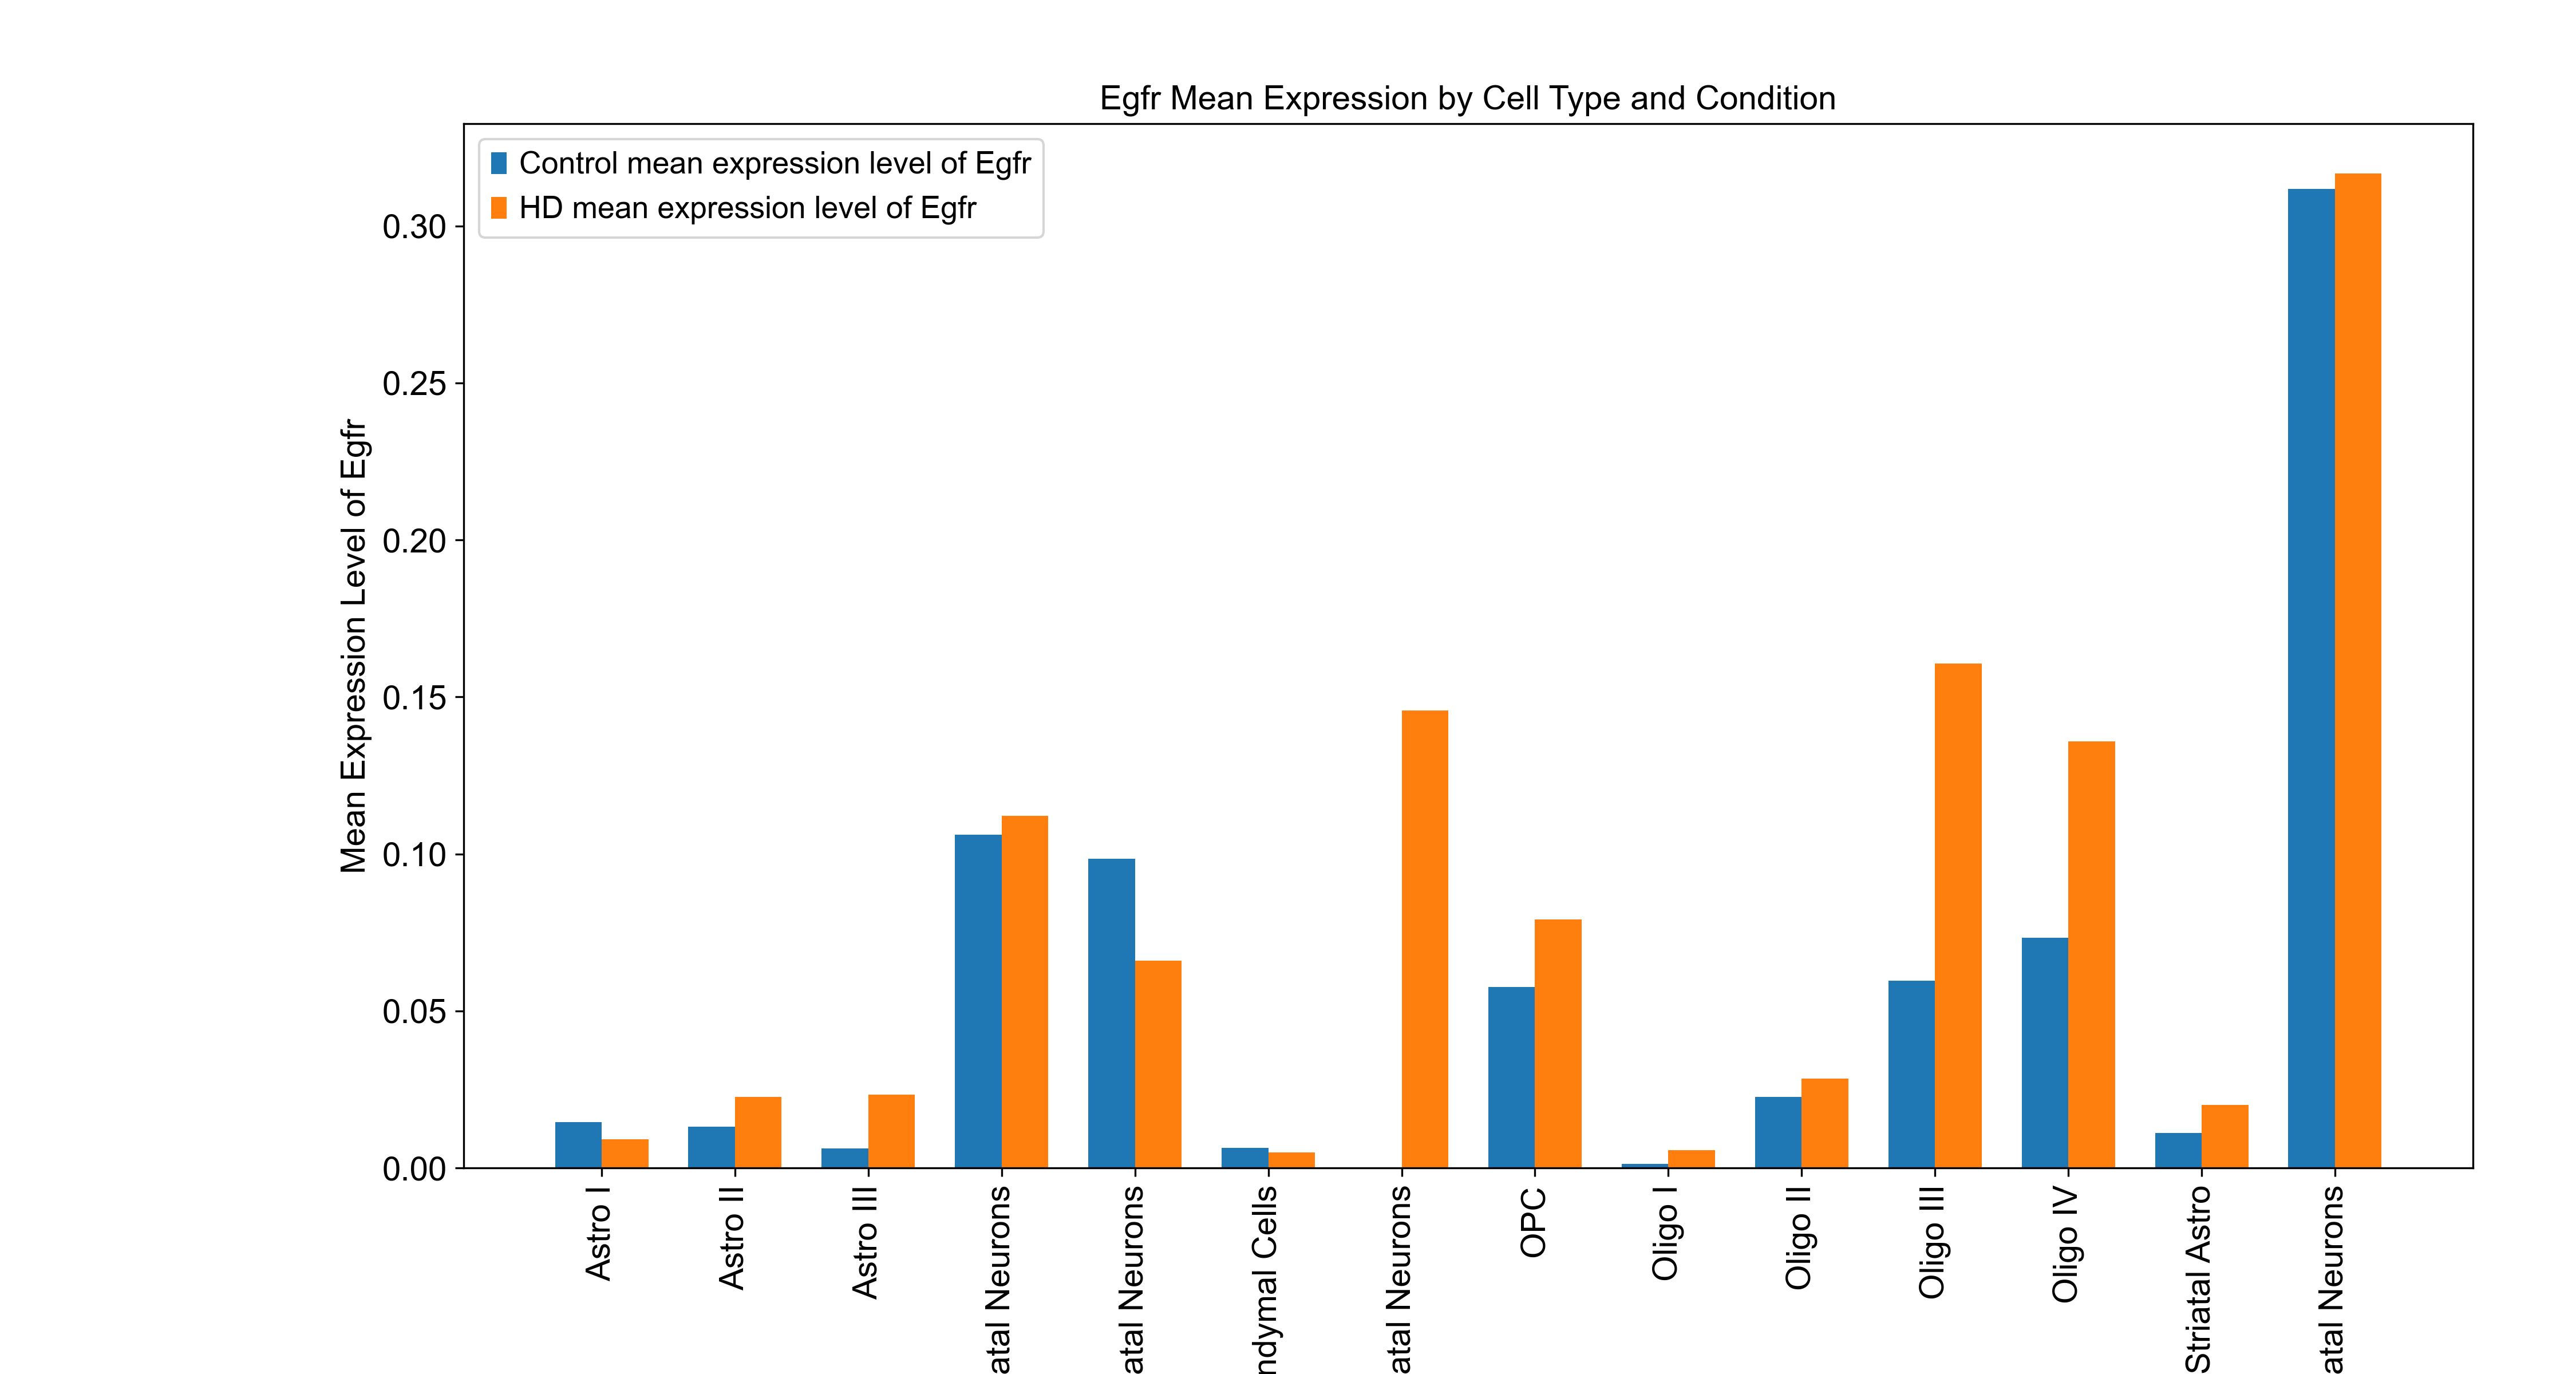 Egfr Mean Expression by Cell Type and Condition
Control mean expression level of Egfr
HD mean expression level of Egfr
Mean Expression Level of Egfr
0.30
0.25
0.20
0.15
0.10
0.05
0.00
Astro I
Astro II
Astro III
atal Neurons
atal Neurons
ndymal Cells
atal Neurons
OPC
Oligo I
Oligo II
Oligo III
Oligo IV
Striatal Astro
atal Neurons